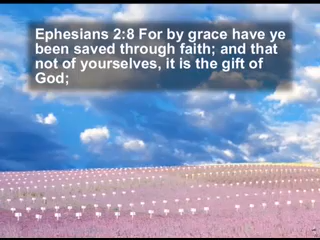 Ephesians 2:8 For by grace have ye
been saved through faith; and that
not of yourselves, it is the gift of
God;